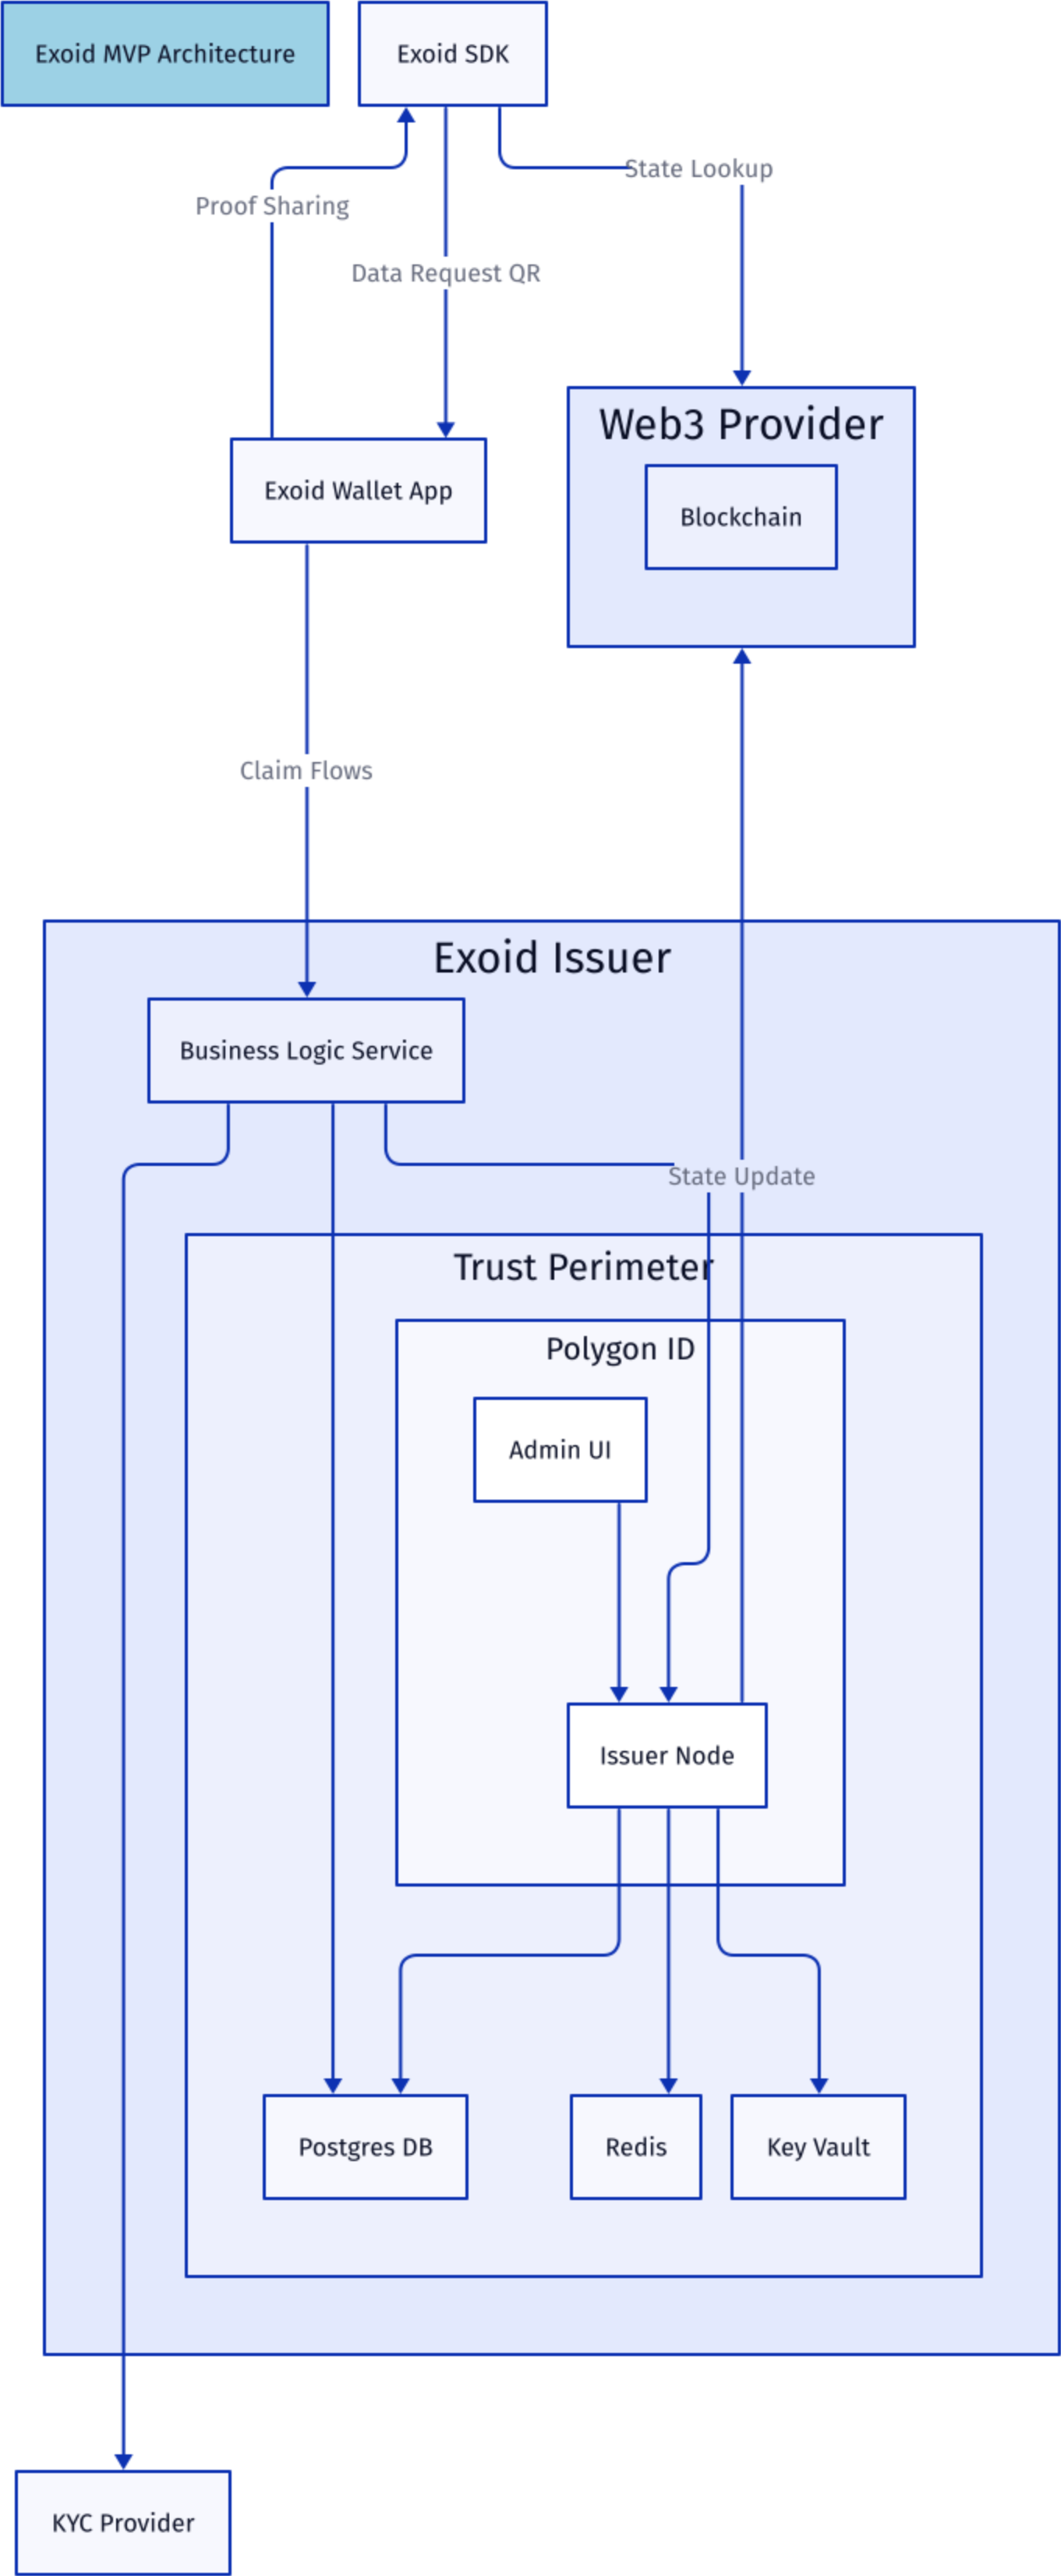 Exoid MVP Architecture
Exoid SDK
State Lookup
Proof Sharing
Data Request QR
Web3 Provider
Exoid Wallet App
Blockchain
Claim Flows
Exoid Issuer
Business Logic Service
State Update
Trust Perimeter
Polygon ID
Admin UI
Issuer Node
Postgres DB
Redis
Key Vault
KYC Provider